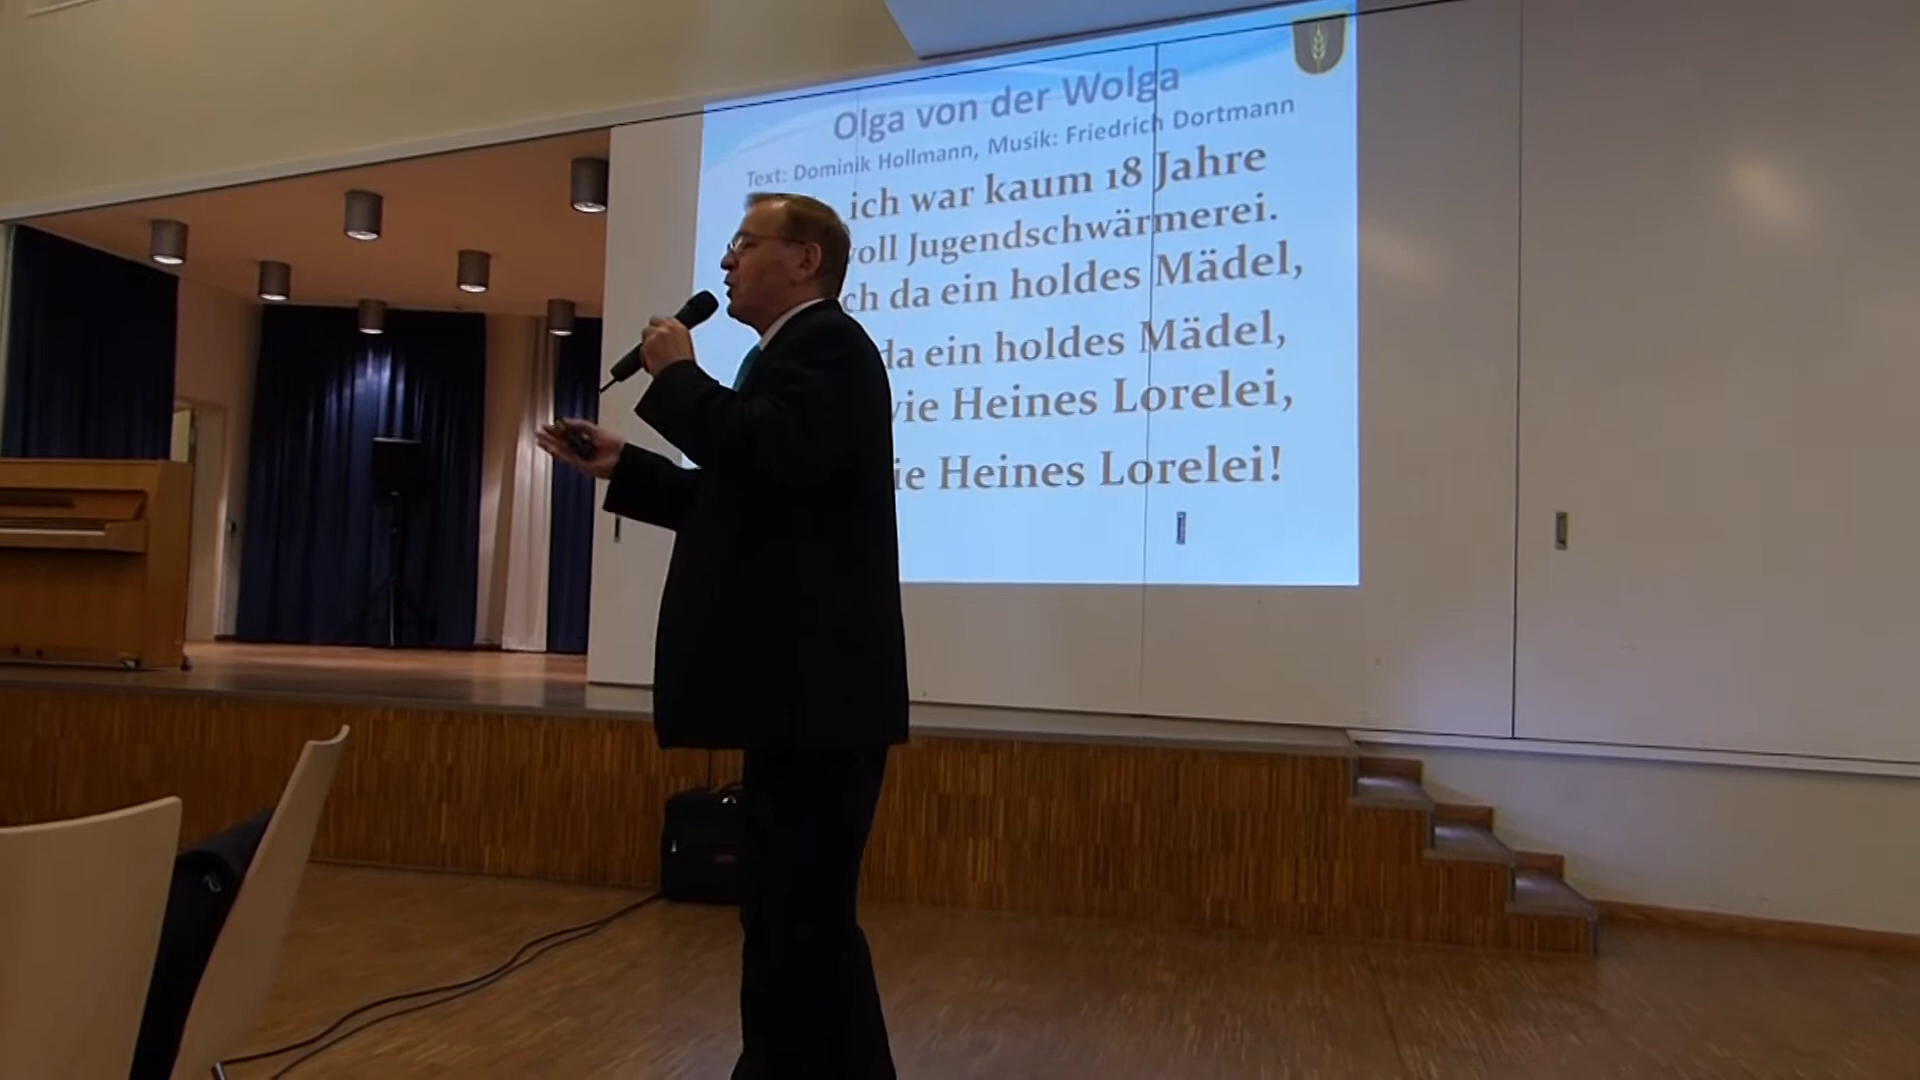 Olga von der Wolga
Text: Dominik Hollmann, Musik: Friedrich Dortmann
ich war kaum 18 Jahre
voll Jugendschwärmerei.
ch da ein holdes Mädel,
da ein holdes Mädel,
wie Heines Lorelei,
ie Heines Lorelei!